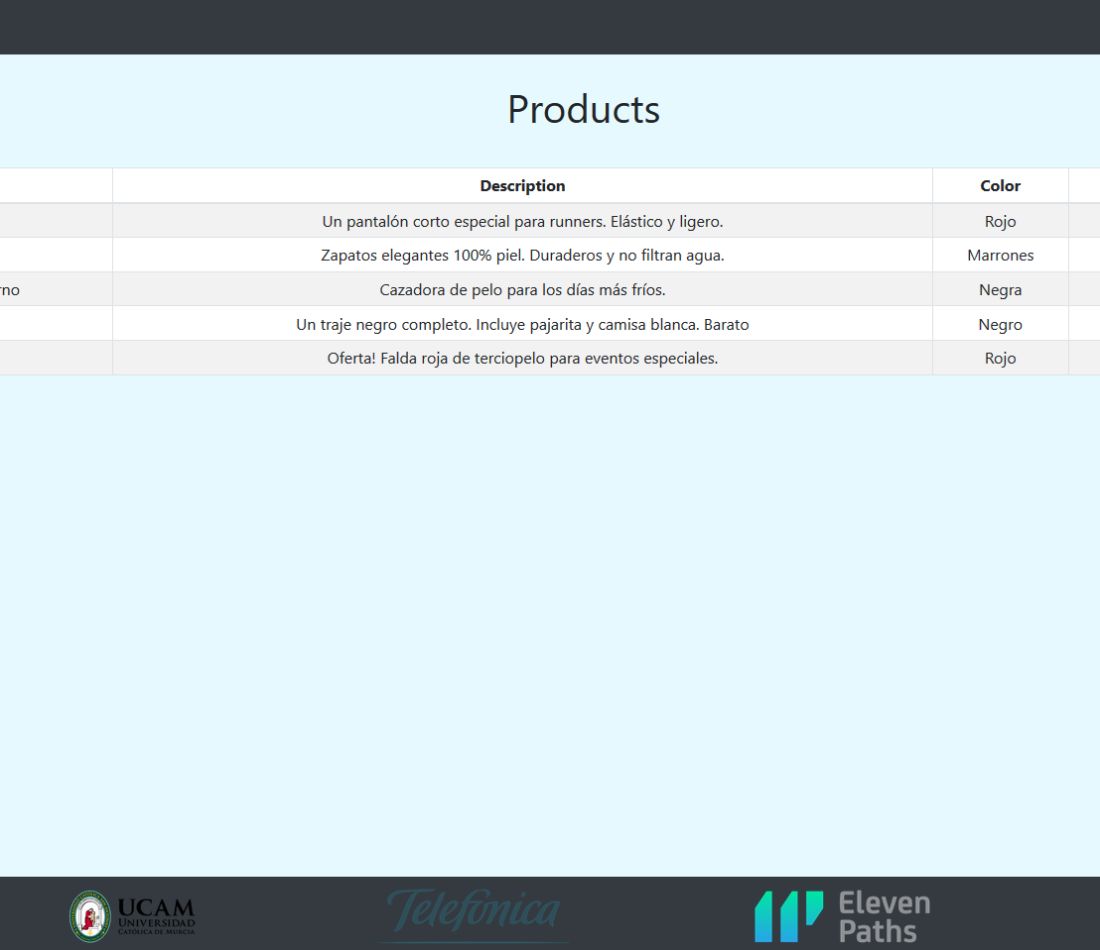 Products
Description Color
Un pantalón corto especial para runners. Elástico y ligero. Rojo
Zapatos elegantes 100% piel. Duraderos y no filtran agua. Marrones
rno Cazadora de pelo para los días más fríos. Negra
Un traje negro completo. Incluye pajarita y camisa blanca. Barato Negro
Oferta! Falda roja de terciopelo para eventos especiales. Rojo
UCAM
UNIVERSIDAD
CATÓLICA DE MURCIA
Telefónica
Eleven
Paths